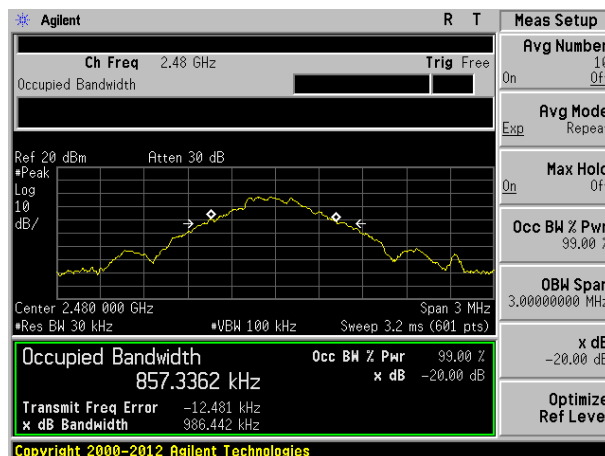 Agilent R T Meas Setup
Avg Number
10
On Off
Ch Freq 2.48 GHz Trig Free
Occupied Bandwidth
Avg Mode
Exp Repeat
Ref 20 dBm Atten 30 dB
#Peak
Log
10
dB/
Max Hold
On Off
Occ BW % Pwr
99.00 %
OBW Span
3.00000000 MHz
Center 2.480 000 GHz Span 3 MHz
#Res BW 30 kHz #VBW 100 kHz Sweep 3.2 ms (601 pts)
Occupied Bandwidth
857.3362 kHz
Occ BW % Pwr 99.00 %
x dB -20.00 dB
x dB
-20.00 dB
Transmit Freq Error -12.481 kHz
x dB Bandwidth 986.442 kHz
Optimize
Ref Level
Copyright 2000-2012 Agilent Technologies